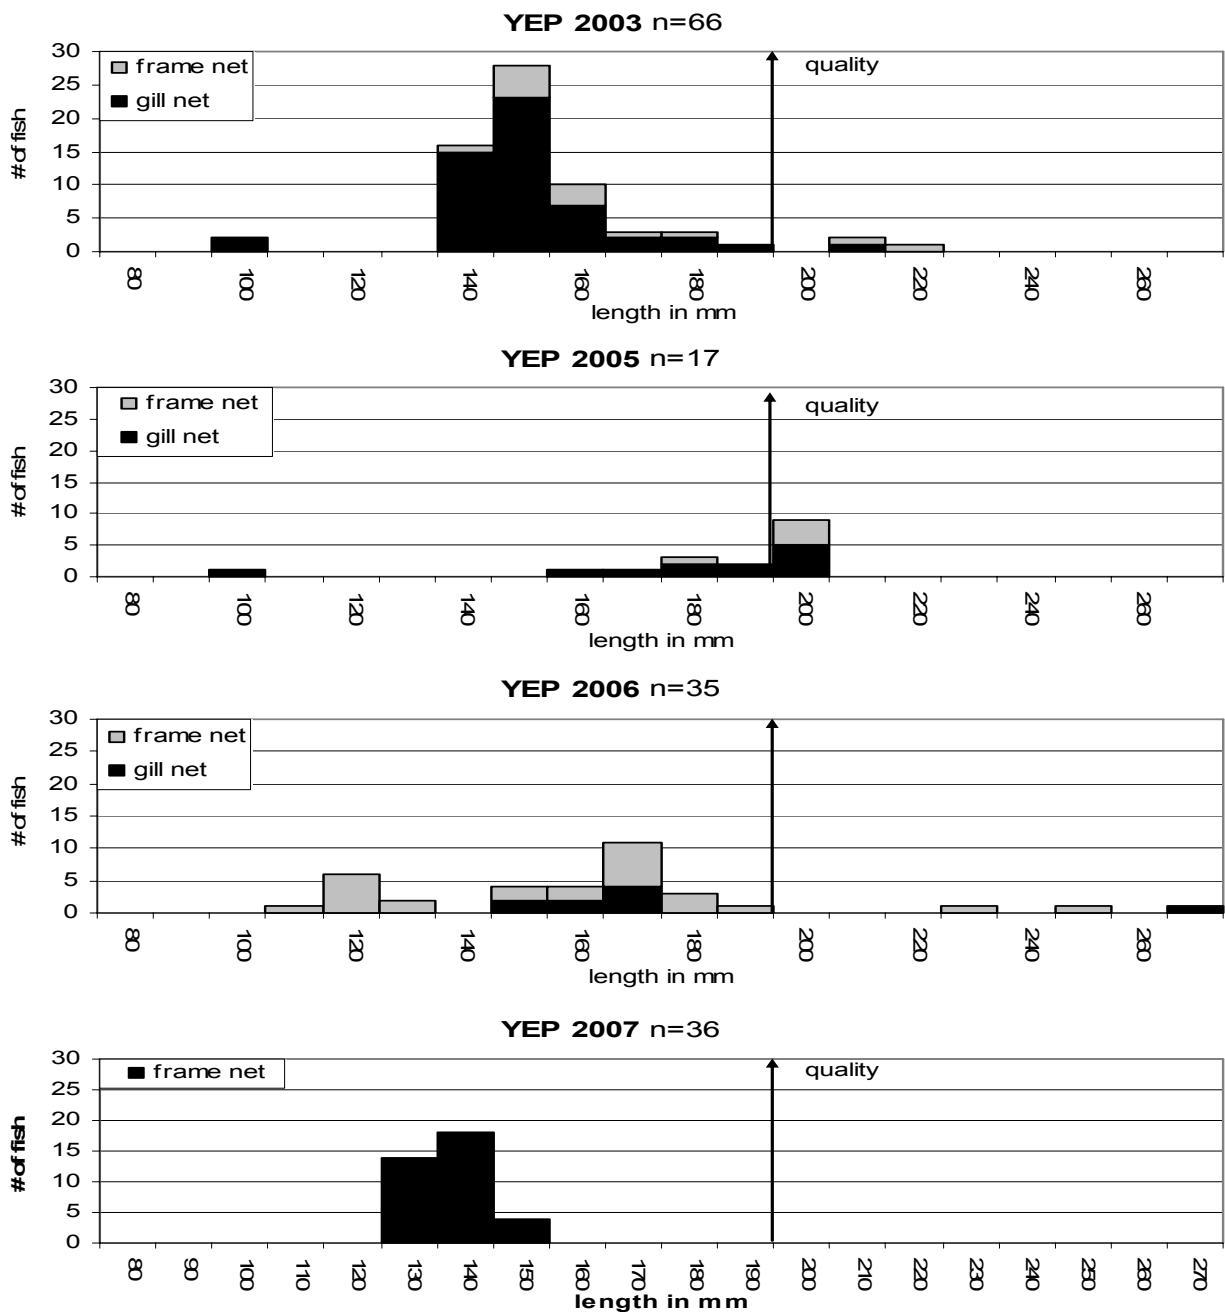 YEP 2003 n=66
30
25
20
15
10
5
0
# of fish
frame net
gill net
quality
80 100 120 140 160 180 200 220 240 260
length in mm
YEP 2005 n=17
30
25
20
15
10
5
0
# of fish
frame net
gill net
quality
80 100 120 140 160 180 200 220 240 260
length in mm
YEP 2006 n=35
30
25
20
15
10
5
0
# of fish
frame net
gill net
80 100 120 140 160 180 200 220 240 260
length in mm
YEP 2007 n=36
30
25
20
15
10
5
0
# of fish
frame net
quality
80 90 100 110 120 130 140 150 160 170 180 190 200 210 220 230 240 250 260 270
length in mm